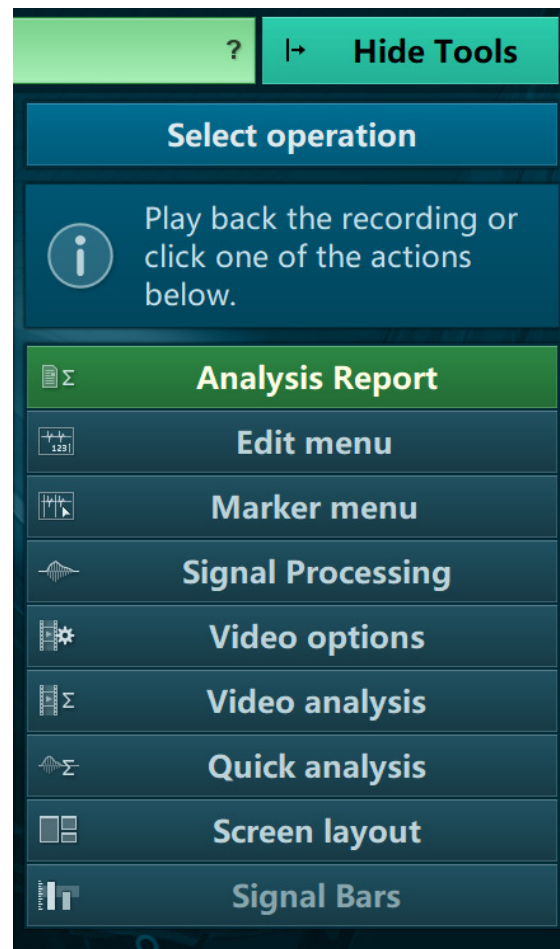 ?
Hide Tools
Select operation
Play back the recording or
click one of the actions
below.
Σ Analysis Report
123 Edit menu
Marker menu
Signal Processing
Video options
Σ Video analysis
Σ Quick analysis
Screen layout
Signal Bars